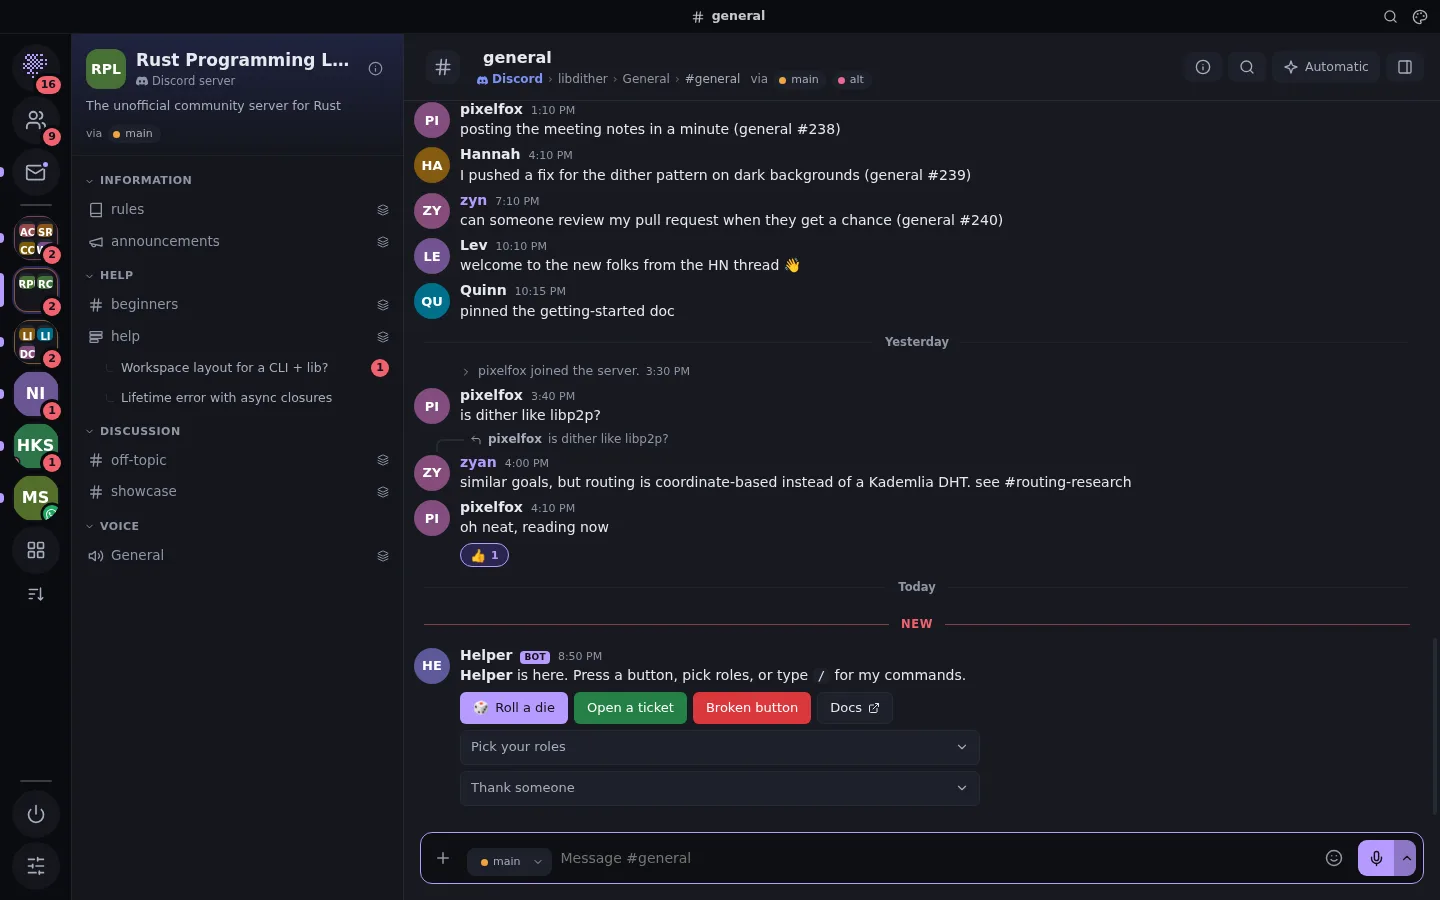 # general
16
9
AC SR
CC
2
RC
2
LI LI
DC
2
NI
1
HKS
1
MS
RPL
Rust Programming L...
Discord server
The unofficial community server for Rust
via main
INFORMATION
rules
announcements
HELP
beginners
help
Workspace layout for a CLI + lib?
1
Lifetime error with async closures
DISCUSSION
off-topic
showcase
VOICE
General
general
Discord › libdither › General › #general via main alt
Automatic
PI
pixelfox 1:10 PM
posting the meeting notes in a minute (general #238)
HA
Hannah 4:10 PM
I pushed a fix for the dither pattern on dark backgrounds (general #239)
ZY
zyn 7:10 PM
can someone review my pull request when they get a chance (general #240)
LE
Lev 10:10 PM
welcome to the new folks from the HN thread 👋
QU
Quinn 10:15 PM
pinned the getting-started doc
Yesterday
pixelfox joined the server. 3:30 PM
PI
pixelfox 3:40 PM
is dither like libp2p?
pixelfox is dither like libp2p?
ZY
zyan 4:00 PM
similar goals, but routing is coordinate-based instead of a Kademlia DHT. see #routing-research
PI
pixelfox 4:10 PM
oh neat, reading now
👍 1
Today
NEW
HE
Helper BOT 8:50 PM
Helper is here. Press a button, pick roles, or type / for my commands.
🎲 Roll a die
Open a ticket
Broken button
Docs
Pick your roles
Thank someone
main
Message #general